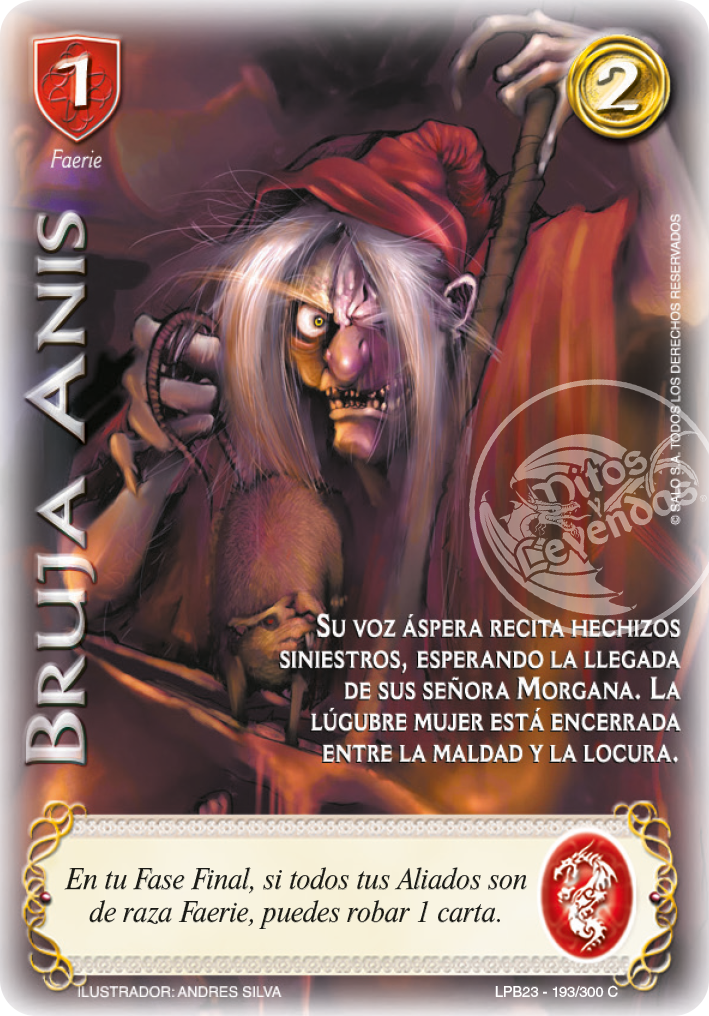 1
2
Faerie
BRUJA ANIS
© SALO S.A. TODOS LOS DERECHOS RESERVADOS
Mitos
y
Leyendas
SU VOZ ÁSPERA RECITA HECHIZOS
SINIESTROS, ESPERANDO LA LLEGADA
DE SUS SEÑORA MORGANA. LA
LÚGUBRE MUJER ESTÁ ENCERRADA
ENTRE LA MALDAD Y LA LOCURA.
En tu Fase Final, si todos tus Aliados son
de raza Faerie, puedes robar 1 carta.
ILUSTRADOR: ANDRES SILVA
LPB23 - 193/300 C